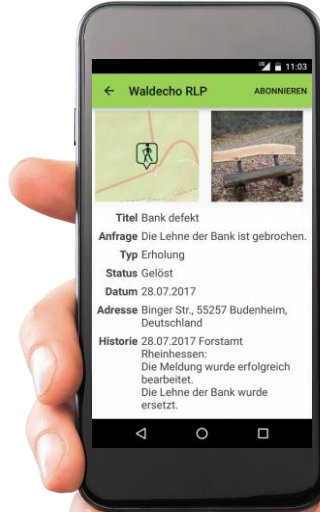 11:03
Waldecho RLP ABONNIEREN
Titel Bank defekt
Anfrage Die Lehne der Bank ist gebrochen.
Typ Erholung
Status Gelöst
Datum 28.07.2017
Adresse Binger Str., 55257 Budenheim,
Deutschland
Historie 28.07.2017 Forstamt
Rheinhessen:
Die Meldung wurde erfolgreich
bearbeitet.
Die Lehne der Bank wurde
ersetzt.